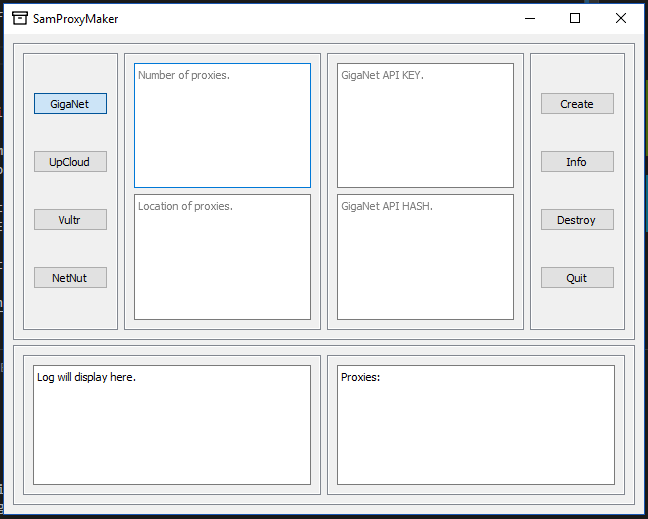 SamProxyMaker
GigaNet
UpCloud
Vultr
NetNut
Number of proxies.
Location of proxies.
GigaNet API KEY.
GigaNet API HASH.
Create
Info
Destroy
Quit
Log will display here.
Proxies: